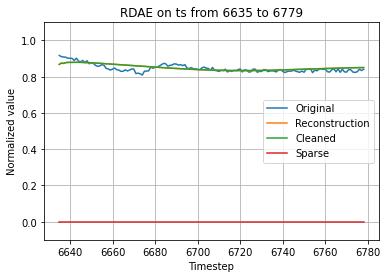 RDAE on ts from 6635 to 6779
Normalized value
1.0
0.8
0.6
0.4
0.2
0.0
Original
Reconstruction
Cleaned
Sparse
6640 6660 6680 6700 6720 6740 6760 6780
Timestep